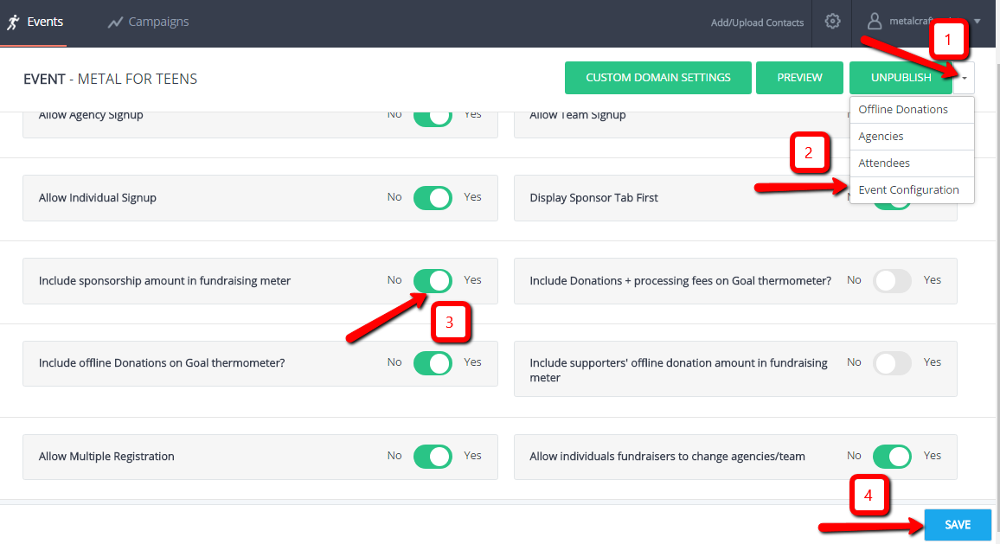 Events
Campaigns
Add/Upload Contacts
1
EVENT - METAL FOR TEENS
CUSTOM DOMAIN SETTINGS
PREVIEW
UNPUBLISH
Offline Donations
Agencies
Attendees
Event Configuration
2
Allow Agency Signup
No
Yes
Allow Team Signup
Allow Individual Signup
No
Yes
Display Sponsor Tab First
Include sponsorship amount in fundraising meter
No
Yes
Include Donations + processing fees on Goal thermometer?
No
Yes
3
Include offline Donations on Goal thermometer?
No
Yes
Include supporters' offline donation amount in fundraising
meter
No
Yes
Allow Multiple Registration
No
Yes
Allow individuals fundraisers to change agencies/team
No
Yes
4
SAVE